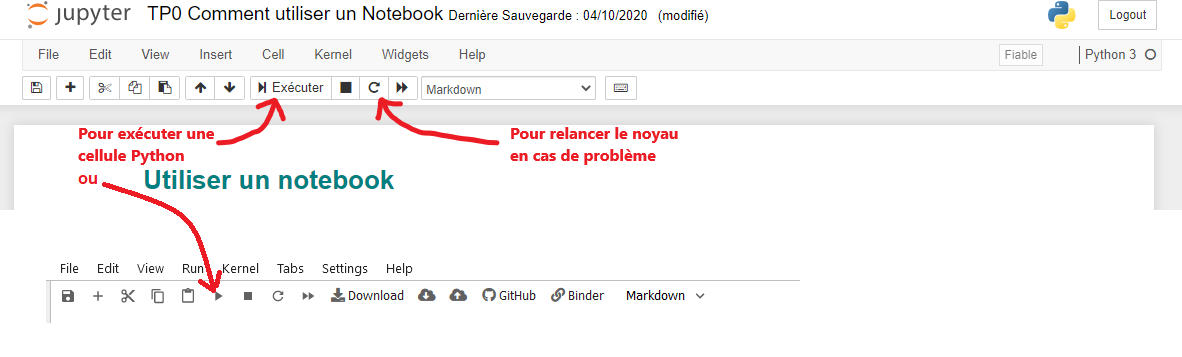 jupyter TP0 Comment utiliser un Notebook Dernière Sauvegarde : 04/10/2020 (modifié) Logout
File Edit View Insert Cell Kernel Widgets Help Fiable Python 3
Exécuter Markdown
Pour exécuter une
cellule Python
ou
Pour relancer le noyau
en cas de problème
Utiliser un notebook
File Edit View Run Kernel Tabs Settings Help
Download GitHub Binder Markdown